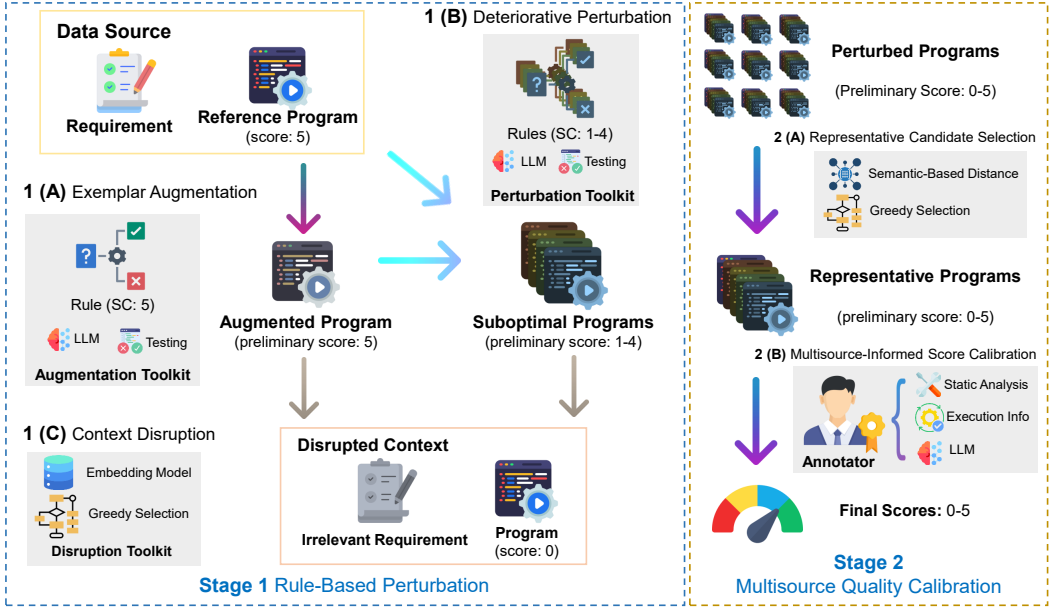 Data Source
Requirement
Reference Program
(score: 5)
1 (B) Deteriorative Perturbation
Rules (SC: 1-4)
LLM
Testing
Perturbation Toolkit
1 (A) Exemplar Augmentation
Rule (SC: 5)
LLM
Testing
Augmentation Toolkit
Augmented Program
(preliminary score: 5)
Suboptimal Programs
(preliminary score: 1-4)
1 (C) Context Disruption
Embedding Model
Greedy Selection
Disruption Toolkit
Disrupted Context
Irrelevant Requirement
Program
(score: 0)
Stage 1 Rule-Based Perturbation
Perturbed Programs
(Preliminary Score: 0-5)
2 (A) Representative Candidate Selection
Semantic-Based Distance
Greedy Selection
Representative Programs
(preliminary score: 0-5)
2 (B) Multisource-Informed Score Calibration
Annotator
Static Analysis
Execution Info
LLM
Final Scores: 0-5
Stage 2
Multisource Quality Calibration